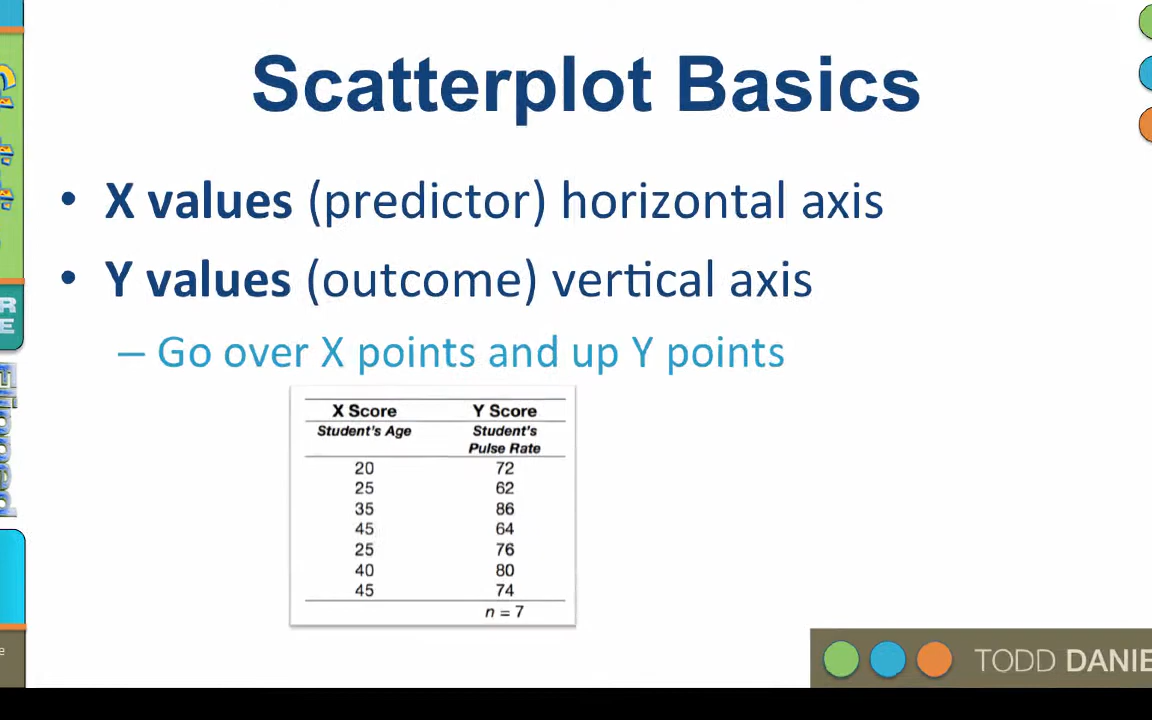 Scatterplot Basics
• X values (predictor) horizontal axis
• Y values (outcome) vertical axis
– Go over X points and up Y points
X Score Y Score
Student's Age Student's
Pulse Rate
20 72
25 62
35 86
45 64
25 76
40 80
45 74
n = 7
R
E
Flipped
e
TODD DANIE